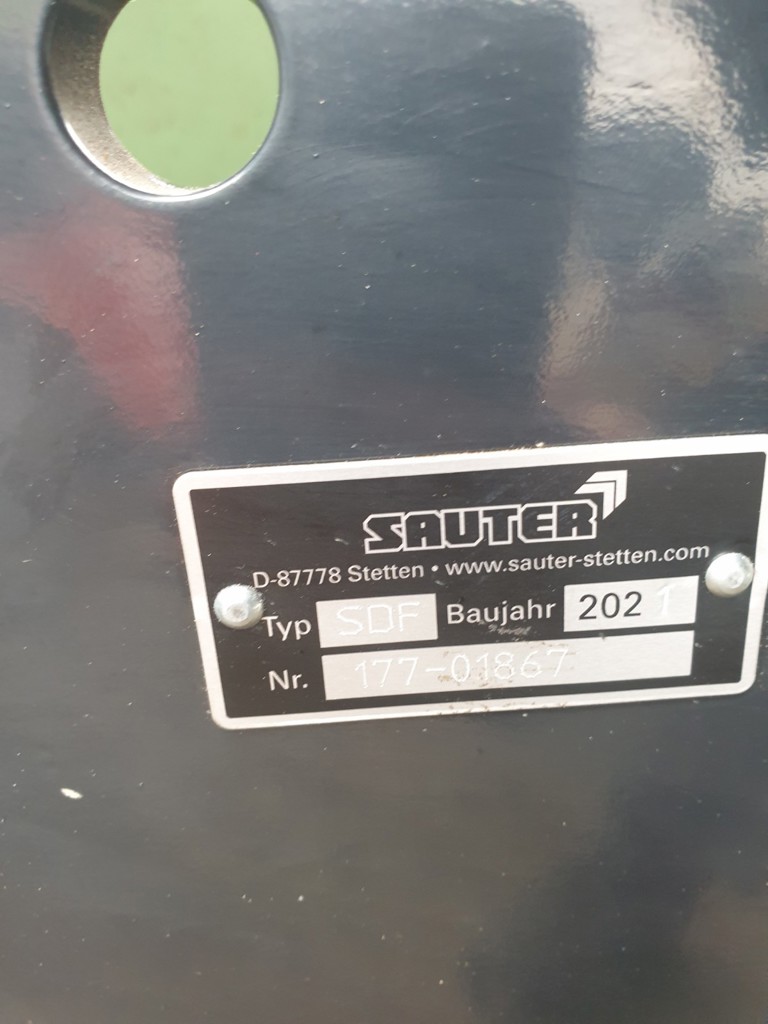 SAUTER
D-87778 Stetten • www.sauter-stetten.com
Typ SDF Baujahr 2021
Nr. 177-01867